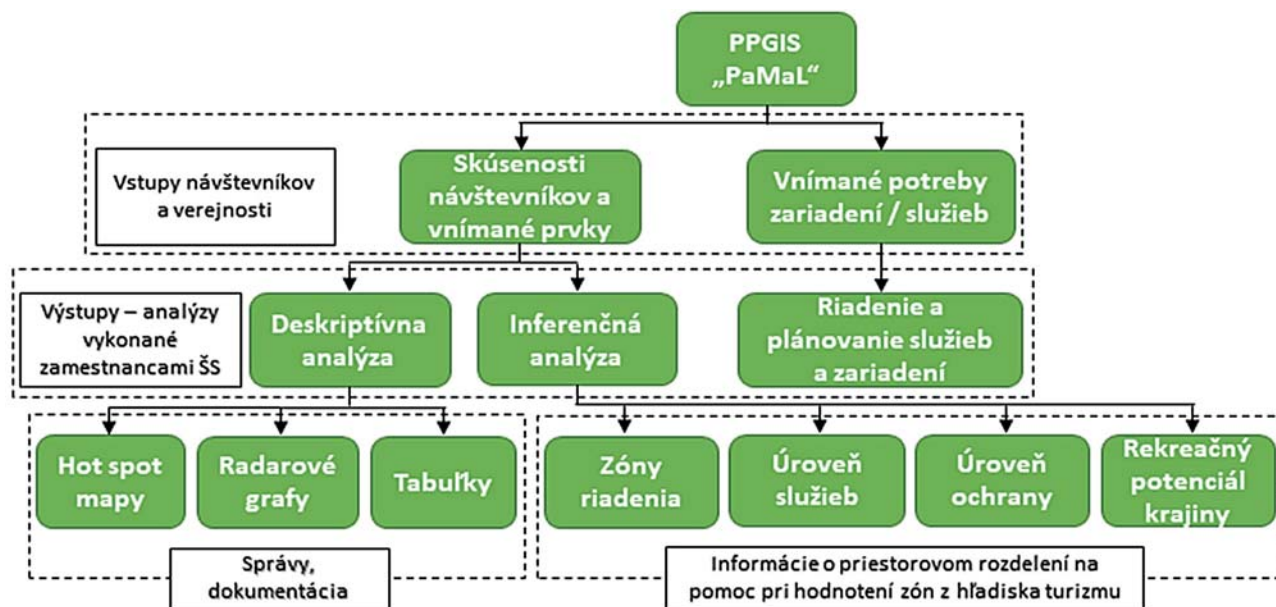 PPGIS
„PaMaL“
Vstupy návštevníkov
a verejnosti
Skúsenosti
návštevníkov a
vnímané prvky
Vnímané potreby
zariadení / služieb
Výstupy – analýzy
vykonané
zamestnancami ŠS
Deskriptívna
analýza
Inferenčná
analýza
Riadenie a
plánovanie služieb
a zariadení
Hot spot
mapy
Radarové
grafy
Tabuľky
Zóny
riadenia
Úroveň
služieb
Úroveň
ochrany
Rekreačný
potenciál
krajiny
Správy,
dokumentácia
Informácie o priestorovom rozdelení na
pomoc pri hodnotení zón z hľadiska turizmu